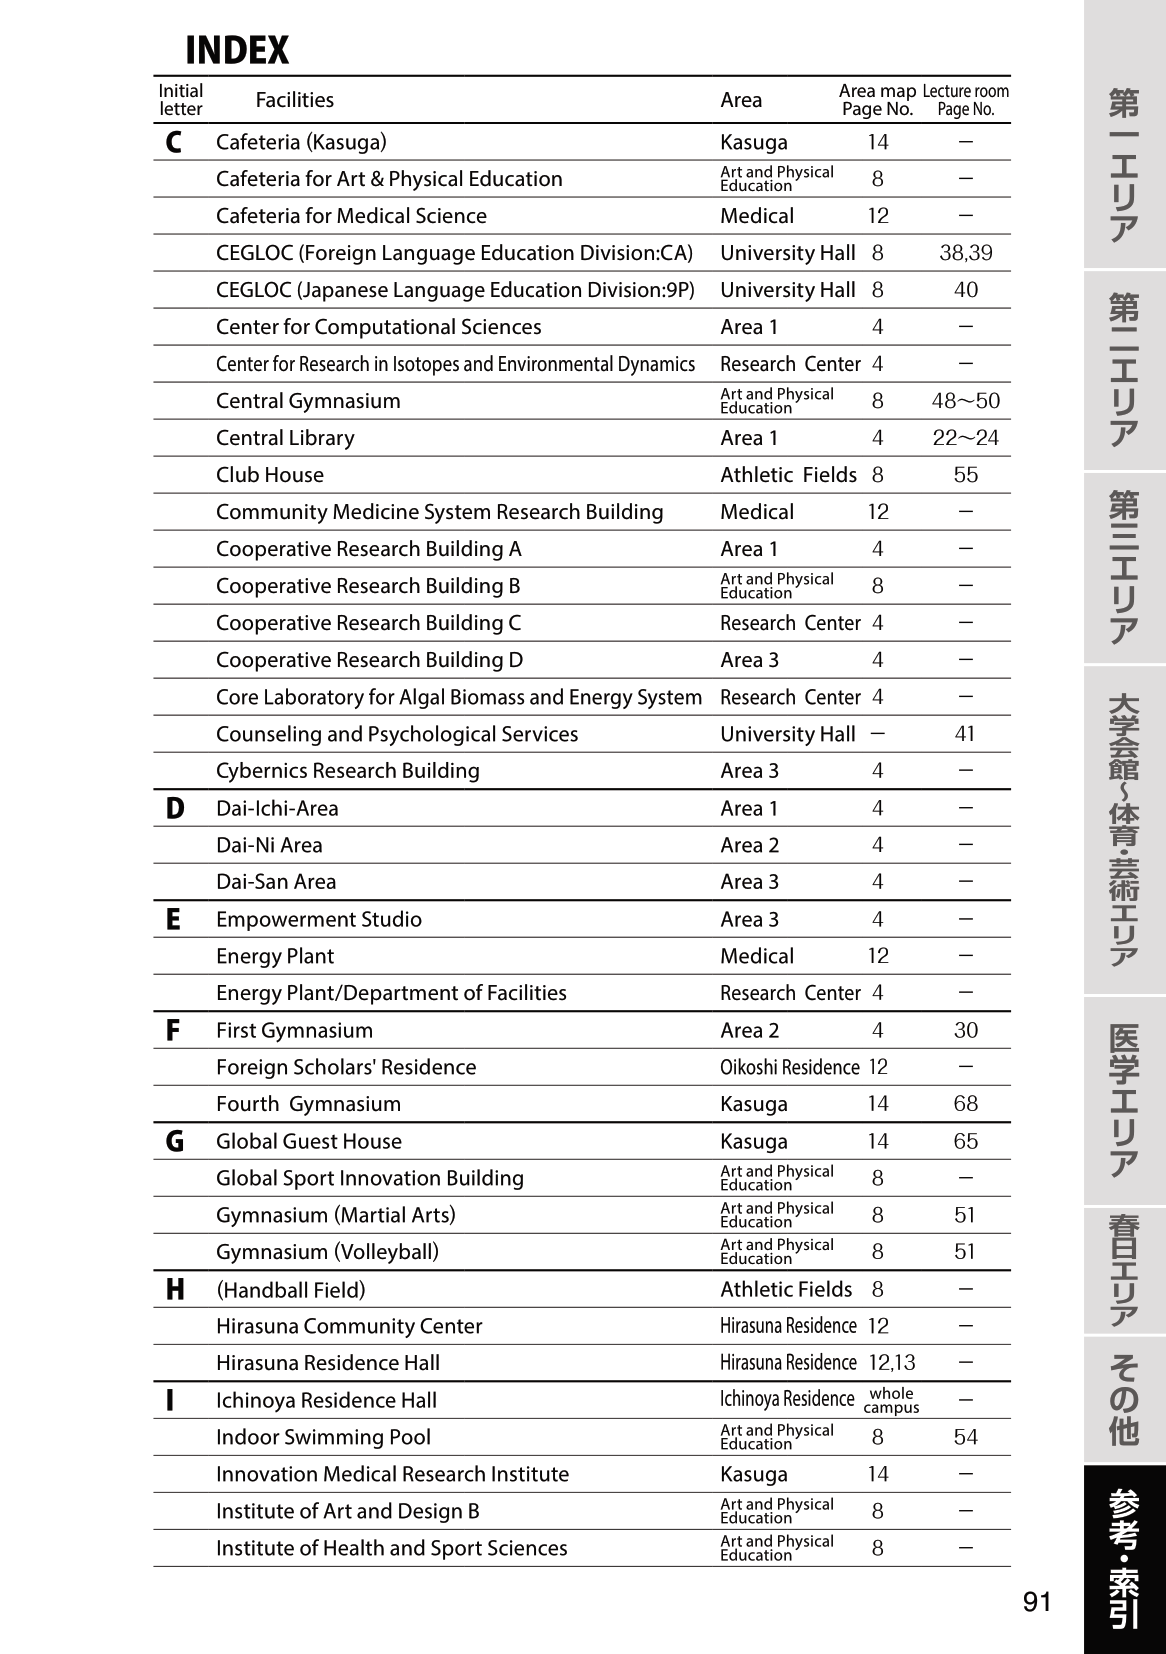 INDEX
Initial letter Facilities Area Area map Page No. Lecture room Page No.
C Cafeteria (Kasuga) Kasuga 14 −
Cafeteria for Art & Physical Education Art and Physical Education 8 −
Cafeteria for Medical Science Medical 12 −
CEGLOC (Foreign Language Education Division:CA) University Hall 8 38,39
CEGLOC (Japanese Language Education Division:9P) University Hall 8 40
Center for Computational Sciences Area 1 4 −
Center for Research in Isotopes and Environmental Dynamics Research Center 4 −
Central Gymnasium Art and Physical Education 8 48〜50
Central Library Area 1 4 22〜24
Club House Athletic Fields 8 55
Community Medicine System Research Building Medical 12 −
Cooperative Research Building A Area 1 4 −
Cooperative Research Building B Art and Physical Education 8 −
Cooperative Research Building C Research Center 4 −
Cooperative Research Building D Area 3 4 −
Core Laboratory for Algal Biomass and Energy System Research Center 4 −
Counseling and Psychological Services University Hall − 41
Cybernics Research Building Area 3 4 −
D Dai-Ichi-Area Area 1 4 −
Dai-Ni Area Area 2 4 −
Dai-San Area Area 3 4 −
E Empowerment Studio Area 3 4 −
Energy Plant Medical 12 −
Energy Plant/Department of Facilities Research Center 4 −
F First Gymnasium Area 2 4 30
Foreign Scholars' Residence Oikoshi Residence 12 −
Fourth Gymnasium Kasuga 14 68
G Global Guest House Kasuga 14 65
Global Sport Innovation Building Art and Physical Education 8 −
Gymnasium (Martial Arts) Art and Physical Education 8 51
Gymnasium (Volleyball) Art and Physical Education 8 51
H (Handball Field) Athletic Fields 8 −
Hirasuna Community Center Hirasuna Residence 12 −
Hirasuna Residence Hall Hirasuna Residence 12,13 −
I Ichinoya Residence Hall Ichinoya Residence whole campus −
Indoor Swimming Pool Art and Physical Education 8 54
Innovation Medical Research Institute Kasuga 14 −
Institute of Art and Design B Art and Physical Education 8 −
Institute of Health and Sport Sciences Art and Physical Education 8 −
91
第一エリア
第二エリア
第三エリア
大学会館〜体育・芸術エリア
医学エリア
春日エリア
その他
参考・索引